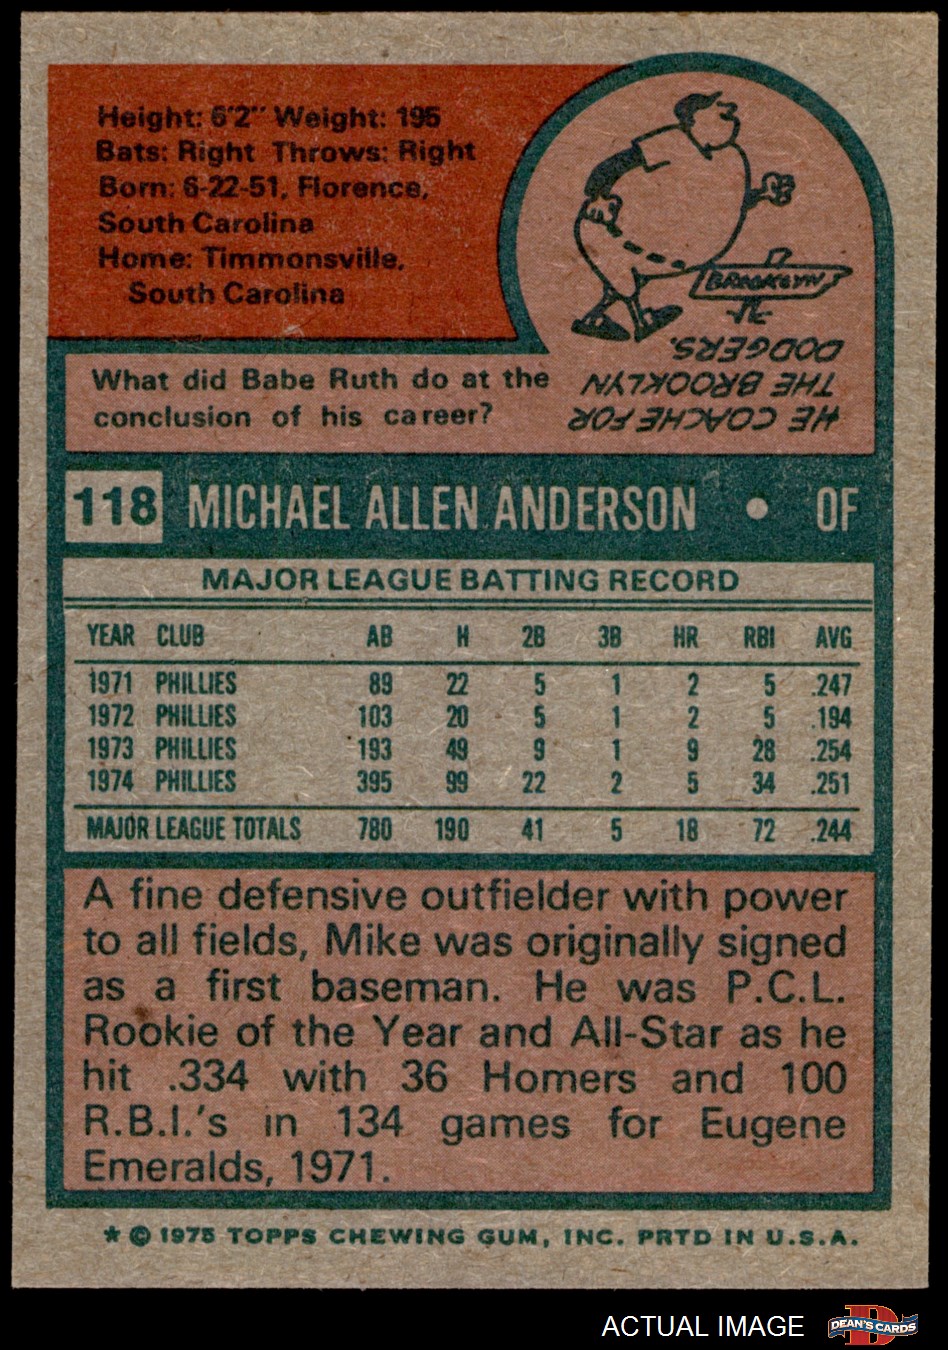 Height: 6'2" Weight: 195
Bats: Right Throws: Right
Born: 6-22-51, Florence,
South Carolina
Home: Timmonsville,
South Carolina
What did Babe Ruth do at the
conclusion of his career?
BROOKLYN
HE COACHED FOR
THE BROOKLYN
DODGERS.
118 MICHAEL ALLEN ANDERSON • OF
MAJOR LEAGUE BATTING RECORD
YEAR CLUB AB H 2B 3B HR RBI AVG
1971 PHILLIES 89 22 5 1 2 5 .247
1972 PHILLIES 103 20 5 1 2 5 .194
1973 PHILLIES 193 49 9 1 9 28 .254
1974 PHILLIES 395 99 22 2 5 34 .251
MAJOR LEAGUE TOTALS 780 190 41 5 18 72 .244
A fine defensive outfielder with power
to all fields, Mike was originally signed
as a first baseman. He was P.C.L.
Rookie of the Year and All-Star as he
hit .334 with 36 Homers and 100
R.B.I.'s in 134 games for Eugene
Emeralds, 1971.
* © 1975 TOPPS CHEWING GUM, INC. PRTD IN U.S.A.
ACTUAL IMAGE
D
DEAN'S CARDS